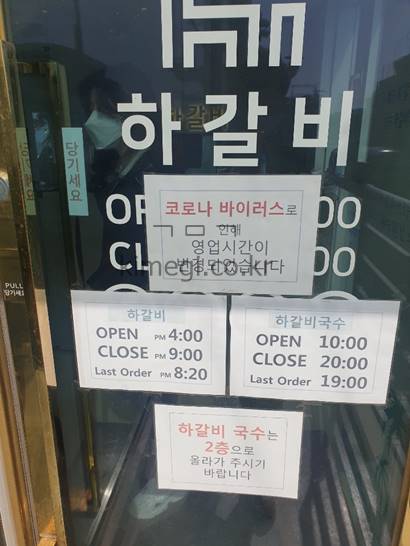 하갈비
하갈비
당기세요
OP 00
CL 00
코로나 바이러스로
인해
영업시간이
변경되었습니다
kimegi.co.kr
PULL
당기세요
하갈비
OPEN PM 4:00
CLOSE PM 9:00
Last Order PM 8:20
하갈비국수
OPEN 10:00
CLOSE 20:00
Last Order 19:00
하갈비 국수는
2층으로
올라가 주시기
바랍니다